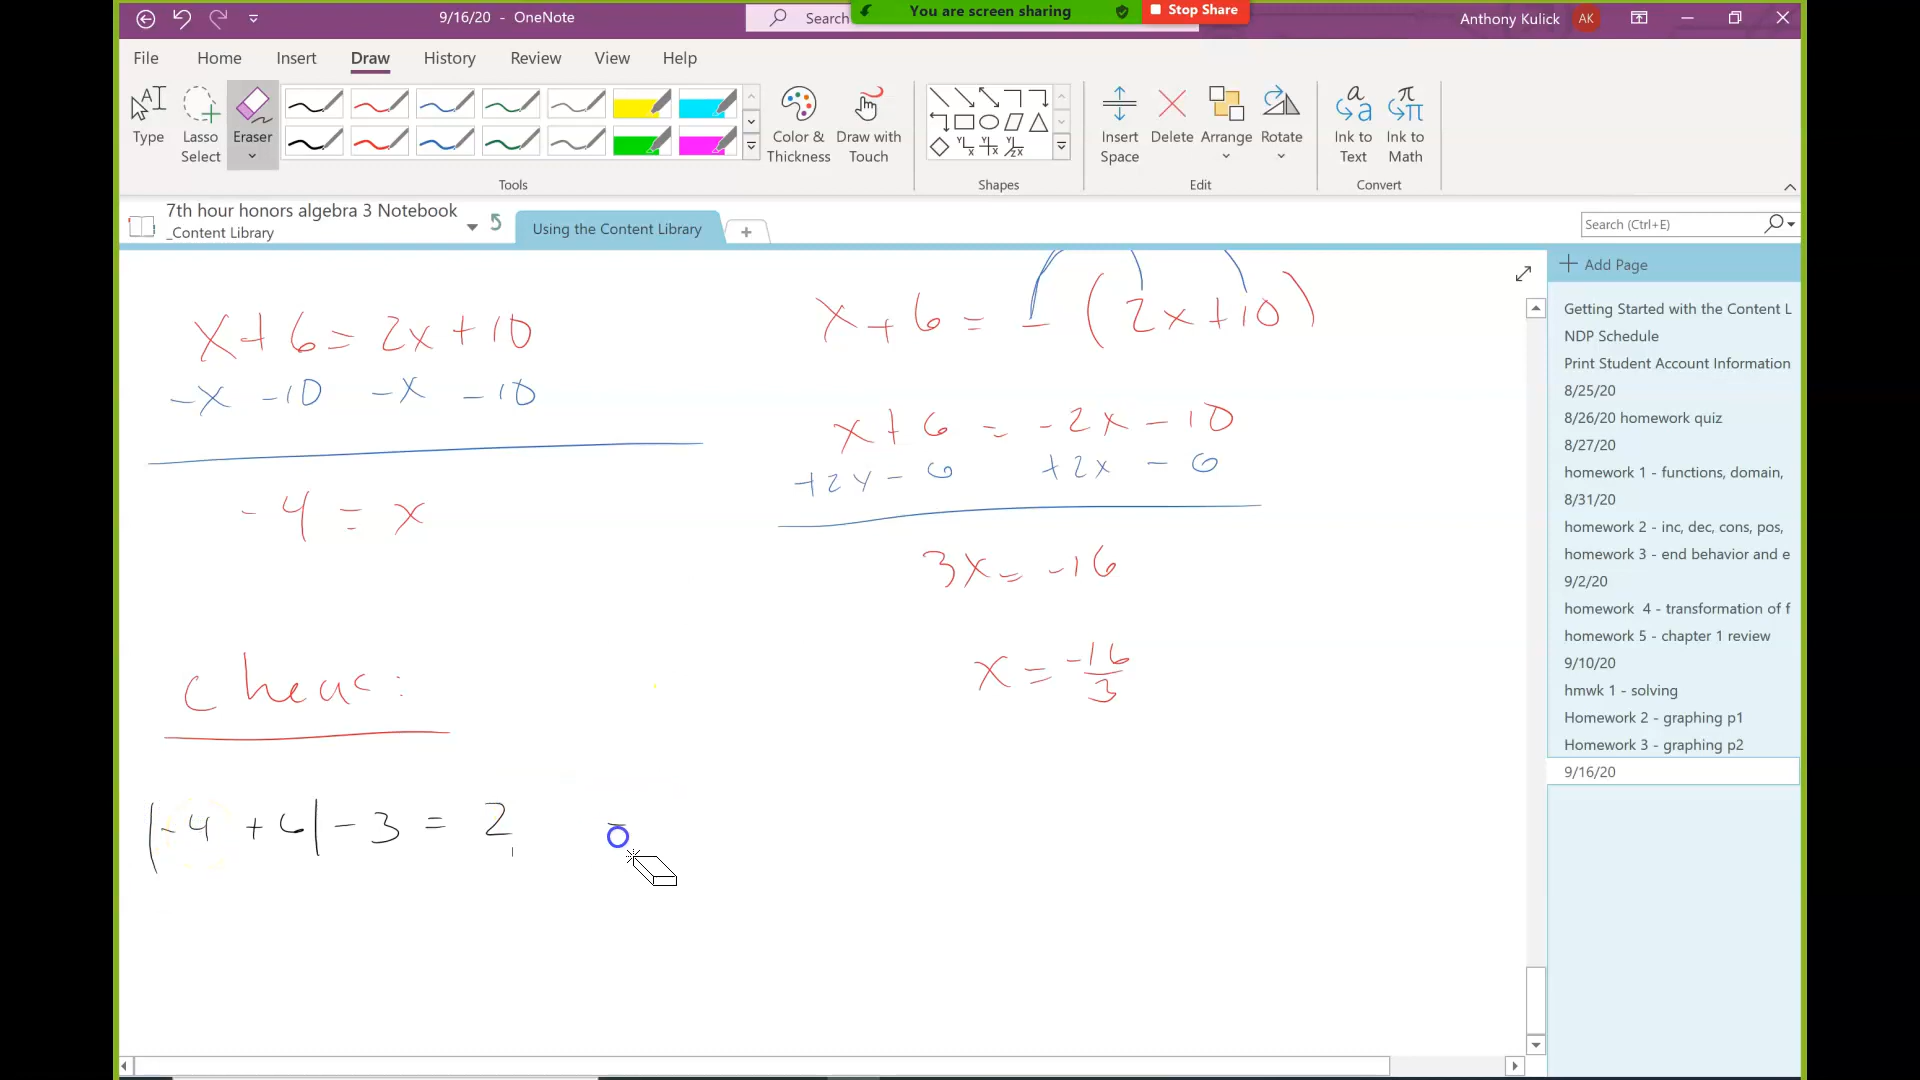 9/16/20 - OneNote
Search
You are screen sharing
Stop Share
Anthony Kulick
AK
File Home Insert Draw History Review View Help
Type
Lasso Select
Eraser
Color & Thickness
Draw with Touch
Insert Space
Delete
Arrange
Rotate
Ink to Text
Ink to Math
Tools
Shapes
Edit
Convert
7th hour honors algebra 3 Notebook
_Content Library
Using the Content Library
Search (Ctrl+E)
Add Page
Getting Started with the Content L
NDP Schedule
Print Student Account Information
8/25/20
8/26/20 homework quiz
8/27/20
homework 1 - functions, domain,
8/31/20
homework 2 - inc, dec, cons, pos,
homework 3 - end behavior and e
9/2/20
homework 4 - transformation of f
homework 5 - chapter 1 review
9/10/20
hmwk 1 - solving
Homework 2 - graphing p1
Homework 3 - graphing p2
9/16/20
x+6=2x+10
-x -10 -x -10
-4 = x
x+6 = -(2x+10)
x+6 = -2x-10
+2x-6 +2x - 6
3x = -16
x = -16/3
check:
|-4+6|-3 = 2